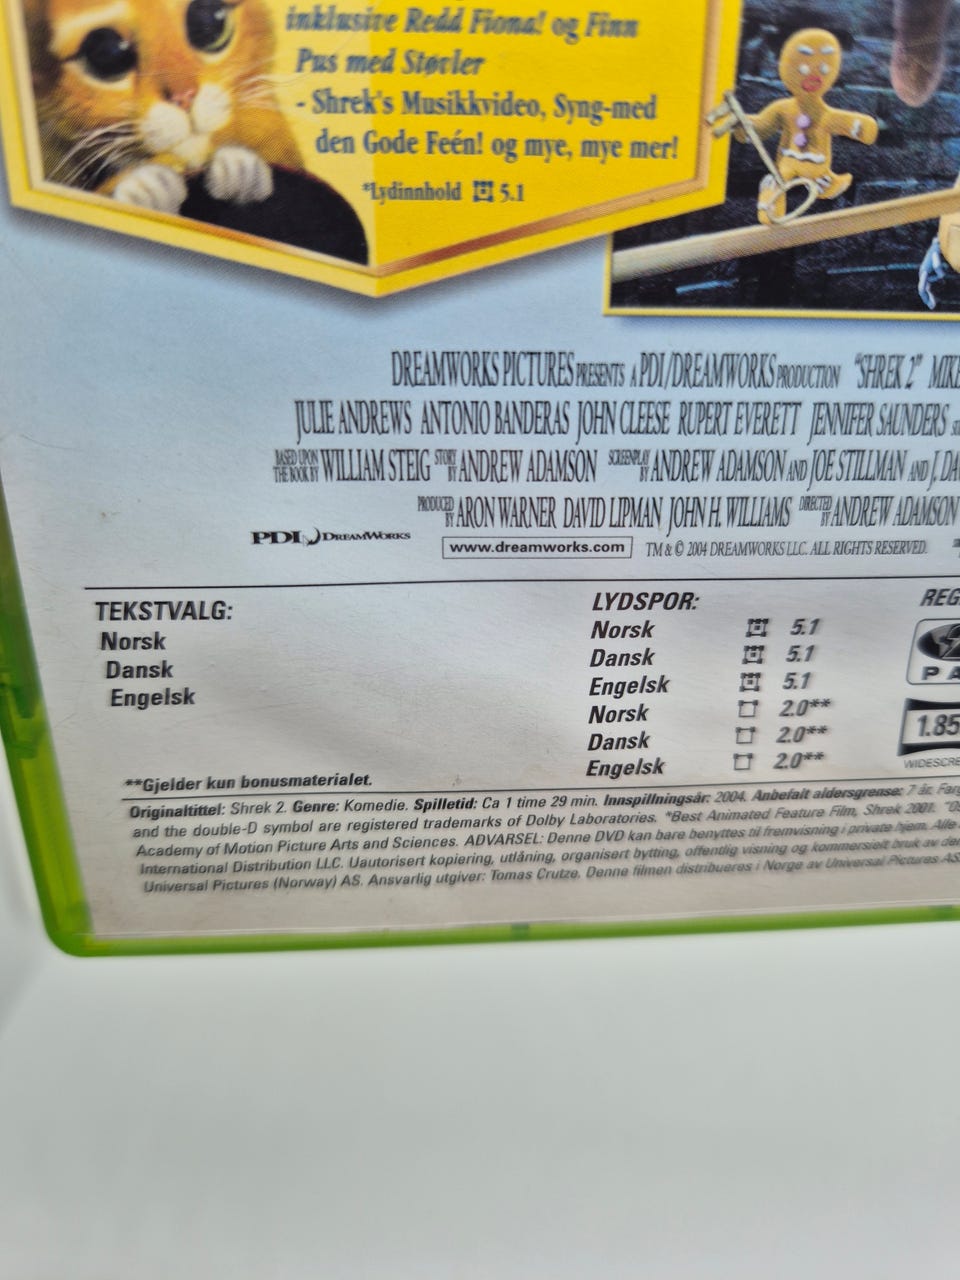 inklusive Redd Fiona! og Finn
Pus med Støvler
- Shrek's Musikkvideo, Syng-med
den Gode Feén! og mye, mye mer!
*Lydinnhold 5.1
DREAMWORKS PICTURES PRESENTS A PDI/DREAMWORKS PRODUCTION "SHREK 2" MIKE
JULIE ANDREWS ANTONIO BANDERAS JOHN CLEESE RUPERT EVERETT JENNIFER SAUNDERS
BASED UPON THE BOOK BY WILLIAM STEIG STORY BY ANDREW ADAMSON SCREENPLAY BY ANDREW ADAMSON AND JOE STILLMAN AND J. DA
PRODUCED BY ARON WARNER DAVID LIPMAN JOHN H. WILLIAMS DIRECTED BY ANDREW ADAMSON
PDI DREAMWORKS www.dreamworks.com TM & © 2004 DREAMWORKS LLC. ALL RIGHTS RESERVED.
TEKSTVALG:
Norsk
Dansk
Engelsk
LYDSPOR:
Norsk 5.1
Dansk 5.1
Engelsk 5.1
Norsk 2.0**
Dansk 2.0**
Engelsk 2.0**
REG
PA
1.85
WIDESCRE
**Gjelder kun bonusmaterialet.
Originaltittel: Shrek 2. Genre: Komedie. Spilletid: Ca 1 time 29 min. Innspillningsår: 2004. Anbefalt aldersgrense: 7 år. Farg
and the double-D symbol are registered trademarks of Dolby Laboratories. *Best Animated Feature Film, Shrek 2001.
Academy of Motion Picture Arts and Sciences. ADVARSEL: Denne DVD kan bare benyttes til fremvisning i private hjem. Alle
International Distribution LLC. Uautorisert kopiering, utlåning, organisert bytting, offentlig visning og kommersielt bruk av
Universal Pictures (Norway) AS. Ansvarlig utgiver: Tomas Crutze. Denne filmen distribueres i Norge av Universal Pictures AS